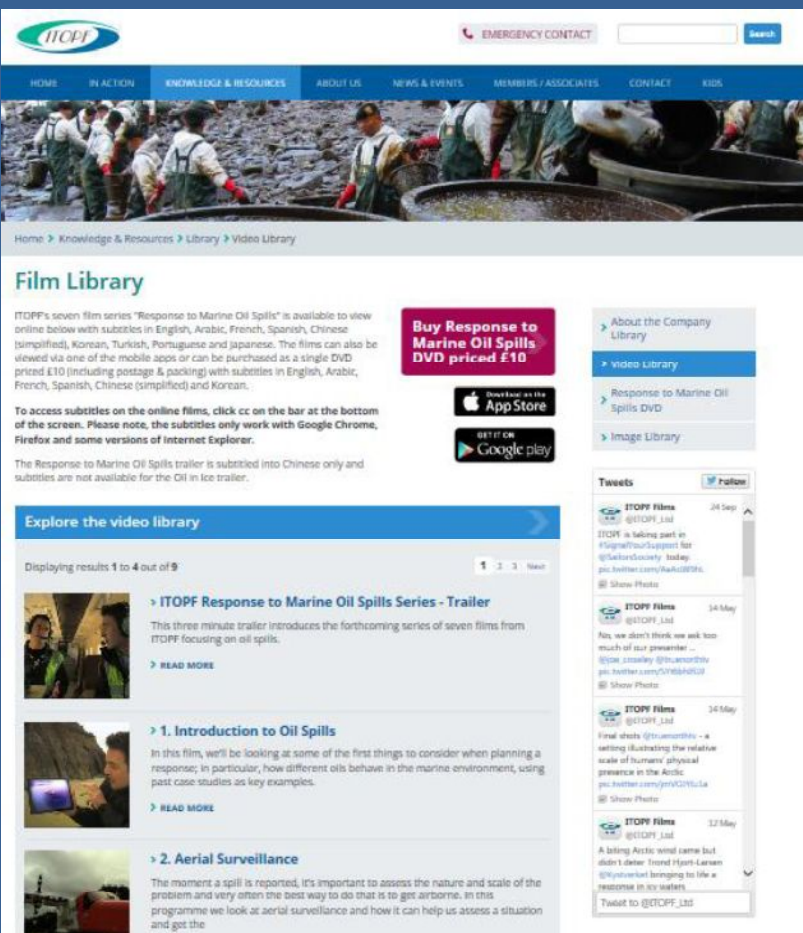 ITOPF
EMERGENCY CONTACT
Search
HOME
IN ACTION
KNOWLEDGE & RESOURCES
ABOUT US
NEWS & EVENTS
MEMBERS / ASSOCIATES
CONTACT
KIDS
Home > Knowledge & Resources > Library > Video Library
Film Library
ITOPF's seven film series "Response to Marine Oil Spills" is available to view
online below with subtitles in English, Arabic, French, Spanish, Chinese
(simplified), Korean, Turkish, Portuguese and Japanese. The films can also be
viewed via one of the mobile apps or can be purchased as a single DVD
priced £10 (including postage & packing) with subtitles in English, Arabic,
French, Spanish, Chinese (simplified) and Korean.
To access subtitles on the online films, click cc on the bar at the bottom
of the screen. Please note, the subtitles only work with Google Chrome,
Firefox and some versions of Internet Explorer.
The Response to Marine Oil Spills trailer is subtitled into Chinese only and
subtitles are not available for the Oil in Ice trailer.
Buy Response to
Marine Oil Spills
DVD priced £10
Download on the
App Store
GET IT ON
Google play
Explore the video library
Displaying results 1 to 4 out of 9
1 2 3 Next
> ITOPF Response to Marine Oil Spills Series - Trailer
This three minute trailer introduces the forthcoming series of seven films from
ITOPF focusing on oil spills.
> READ MORE
> 1. Introduction to Oil Spills
In this film, we'll be looking at some of the first things to consider when planning a
response; in particular, how different oils behave in the marine environment, using
past case studies as key examples.
> READ MORE
> 2. Aerial Surveillance
The moment a spill is reported, it's important to assess the nature and scale of the
problem and very often the best way to do that is to get airborne. In this
programme we look at aerial surveillance and how it can help us assess a situation
and get the
> About the Company
Library
> Video Library
> Response to Marine Oil
Spills DVD
> Image Library
Tweets
Follow
ITOPF Films 24 Sep
@ITOPF_Ltd
ITOPF is taking part in
#SignalYourSupport for
@SailorsSociety today.
Show Photo
ITOPF Films 14 May
@ITOPF_Ltd
No, we don't think we ask too
much of our presenter ...
Show Photo
ITOPF Films 14 May
@ITOPF_Ltd
Final shots @truenorthtv - a
setting illustrating the relative
scale of humans' physical
presence in the Arctic
Show Photo
ITOPF Films 12 May
@ITOPF_Ltd
A biting Arctic wind came but
didn't deter Trond Hjort-Larsen
@Kystverket bringing to life a
response in icy waters
Tweet to @ITOPF_Ltd